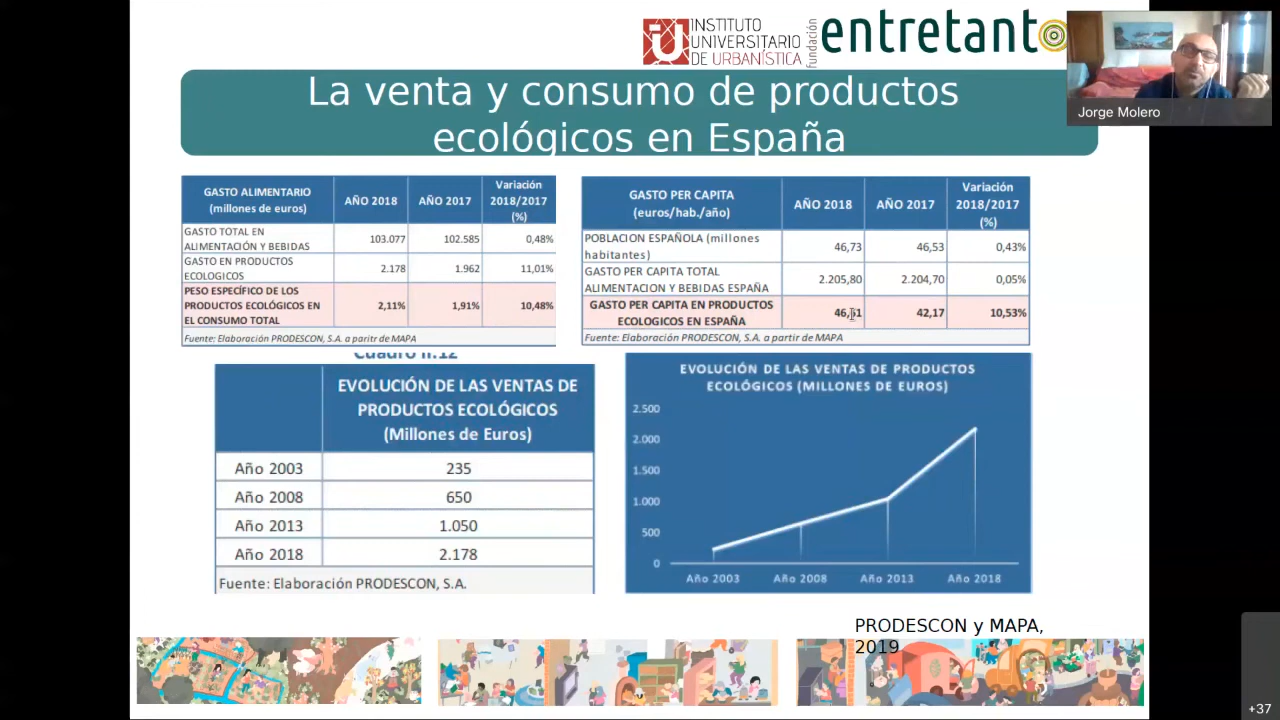 INSTITUTO
UNIVERSITARIO
DE URBANÍSTICA
fundación
entretanto
Jorge Molero
La venta y consumo de productos
ecológicos en España
GASTO ALIMENTARIO
(millones de euros)
AÑO 2018
AÑO 2017
Variación
2018/2017
(%)
GASTO TOTAL EN
ALIMENTACIÓN Y BEBIDAS
103.077
102.585
0,48%
GASTO EN PRODUCTOS
ECOLOGICOS
2.178
1.962
11,01%
PESO ESPECÍFICO DE LOS
PRODUCTOS ECOLÓGICOS EN
EL CONSUMO TOTAL
2,11%
1,91%
10,48%
Fuente: Elaboración PRODESCON, S.A. a paritr de MAPA
GASTO PER CAPITA
(euros/hab./año)
AÑO 2018
AÑO 2017
Variación
2018/2017
(%)
POBLACION ESPAÑOLA (millones
habitantes)
46,73
46,53
0,43%
GASTO PER CAPITA TOTAL
ALIMENTACION Y BEBIDAS ESPAÑA
2.205,80
2.204,70
0,05%
GASTO PER CAPITA EN PRODUCTOS
ECOLOGICOS EN ESPAÑA
42,17
10,53%
Fuente: Elaboración PRODESCON, S.A. a partir de MAPA
Cuadro n.12
EVOLUCIÓN DE LAS VENTAS DE
PRODUCTOS ECOLÓGICOS
(Millones de Euros)
Año 2003 235
Año 2008 650
Año 2013 1.050
Año 2018 2.178
Fuente: Elaboración PRODESCON, S.A.
EVOLUCIÓN DE LAS VENTAS DE PRODUCTOS
ECOLÓGICOS (MILLONES DE EUROS)
2.500
2.000
1.500
1.000
500
0
Año 2003 Año 2008 Año 2013 Año 2018
PRODESCON y MAPA,
2019
+37